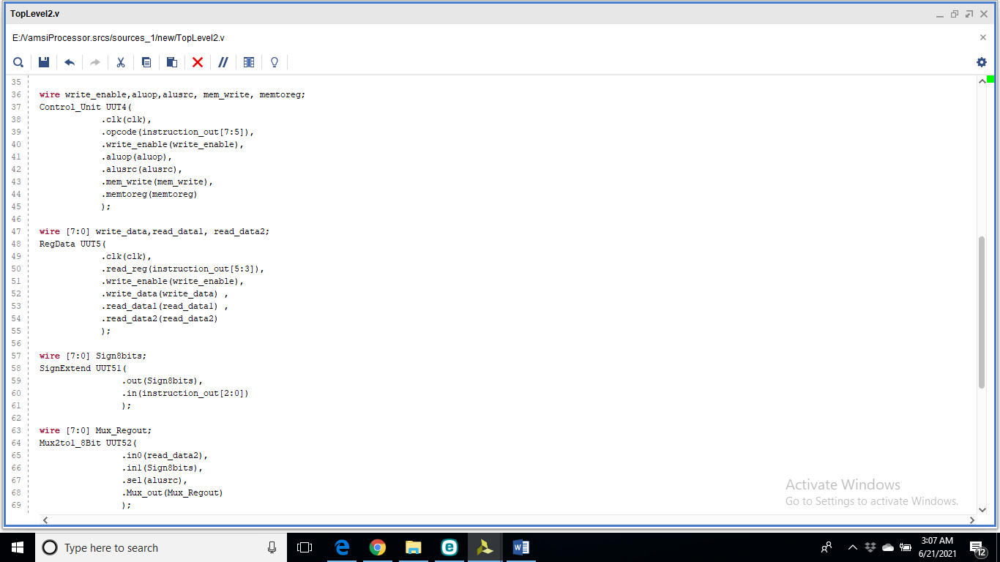 TopLevel2.v
E:/VamsiProcessor.srcs/sources_1/new/TopLevel2.v
35
36 wire write_enable,aluop,alusrc, mem_write, memtoreg;
37 Control_Unit UUT4(
38 .clk(clk),
39 .opcode(instruction_out[7:5]),
40 .write_enable(write_enable),
41 .aluop(aluop),
42 .alusrc(alusrc),
43 .mem_write(mem_write),
44 .memtoreg(memtoreg)
45 );
46
47 wire [7:0] write_data,read_data1, read_data2;
48 RegData UUT5(
49 .clk(clk),
50 .read_reg(instruction_out[5:3]),
51 .write_enable(write_enable),
52 .write_data(write_data) ,
53 .read_data1(read_data1) ,
54 .read_data2(read_data2)
55 );
56
57 wire [7:0] Sign8bits;
58 SignExtend UUT51(
59 .out(Sign8bits),
60 .in(instruction_out[2:0])
61 );
62
63 wire [7:0] Mux_Regout;
64 Mux2to1_8Bit UUT52(
65 .in0(read_data2),
66 .in1(Sign8bits),
67 .sel(alusrc),
68 .Mux_out(Mux_Regout)
69 );
Activate Windows
Go to Settings to activate Windows.
Type here to search
3:07 AM
6/21/2021
12